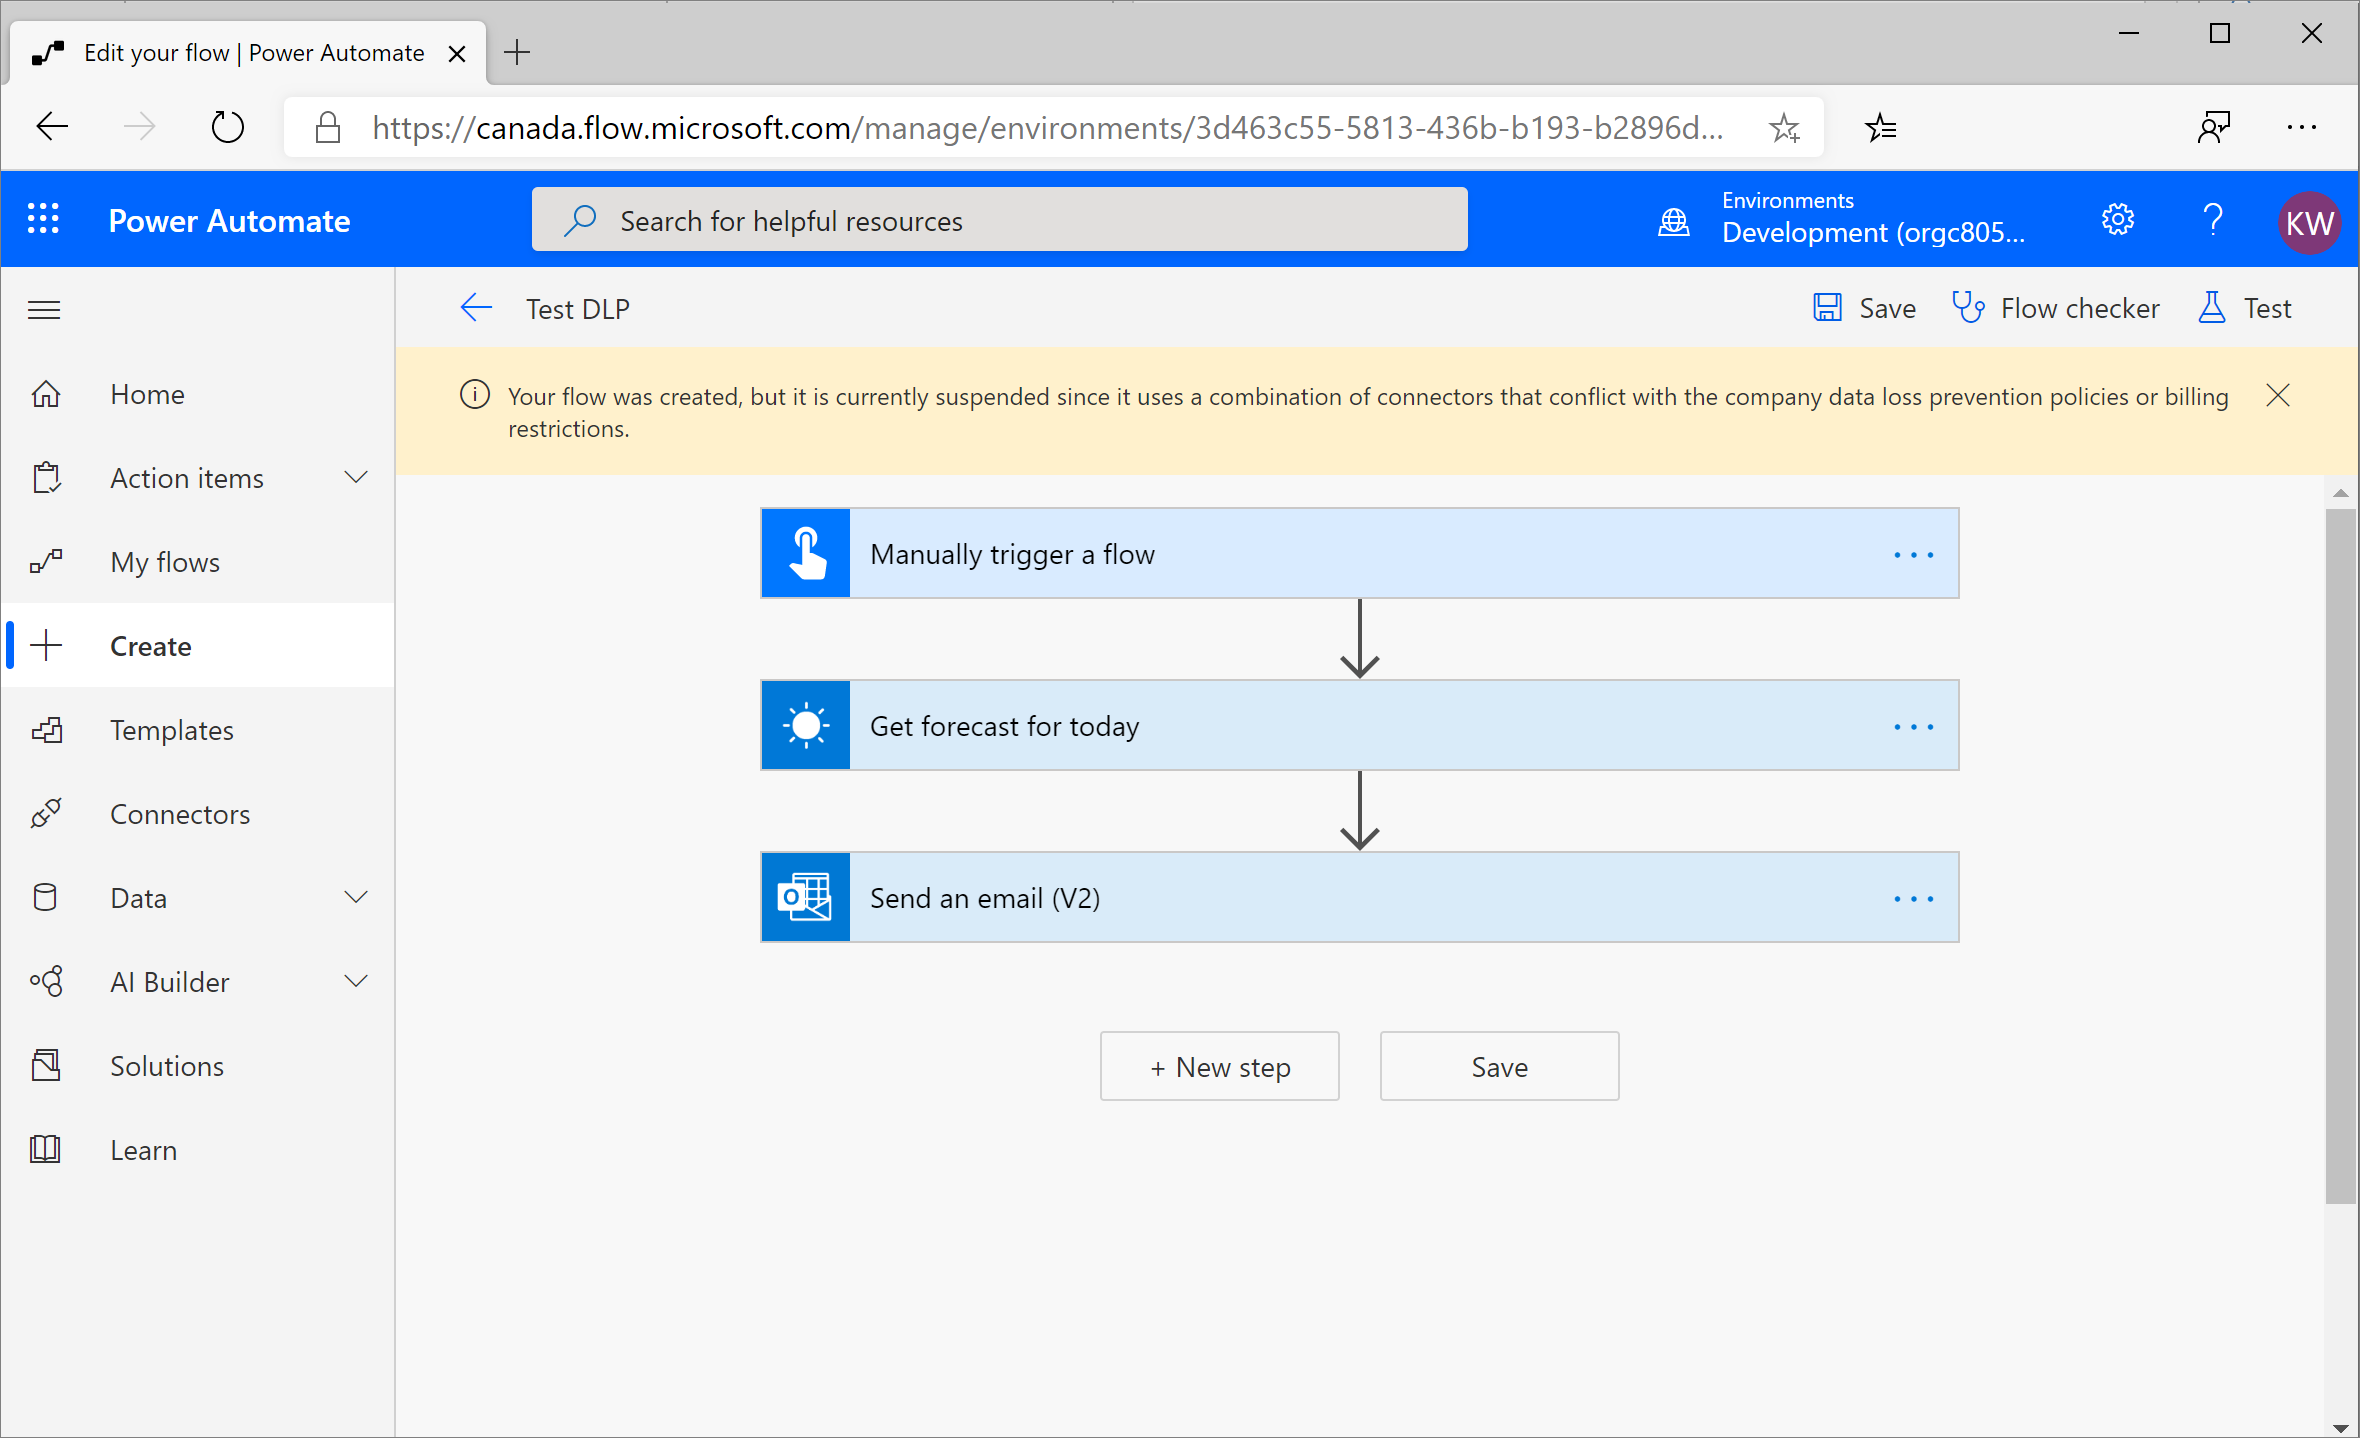 Edit your flow | Power Automate
https://canada.flow.microsoft.com/manage/environments/3d463c55-5813-436b-b193-b2896d...
Power Automate
Search for helpful resources
Environments
Development (orgc805...
?
KW
Test DLP
Save
Flow checker
Test
Your flow was created, but it is currently suspended since it uses a combination of connectors that conflict with the company data loss prevention policies or billing
restrictions.
Home
Action items
My flows
Create
Templates
Connectors
Data
AI Builder
Solutions
Learn
Manually trigger a flow
Get forecast for today
Send an email (V2)
+ New step
Save